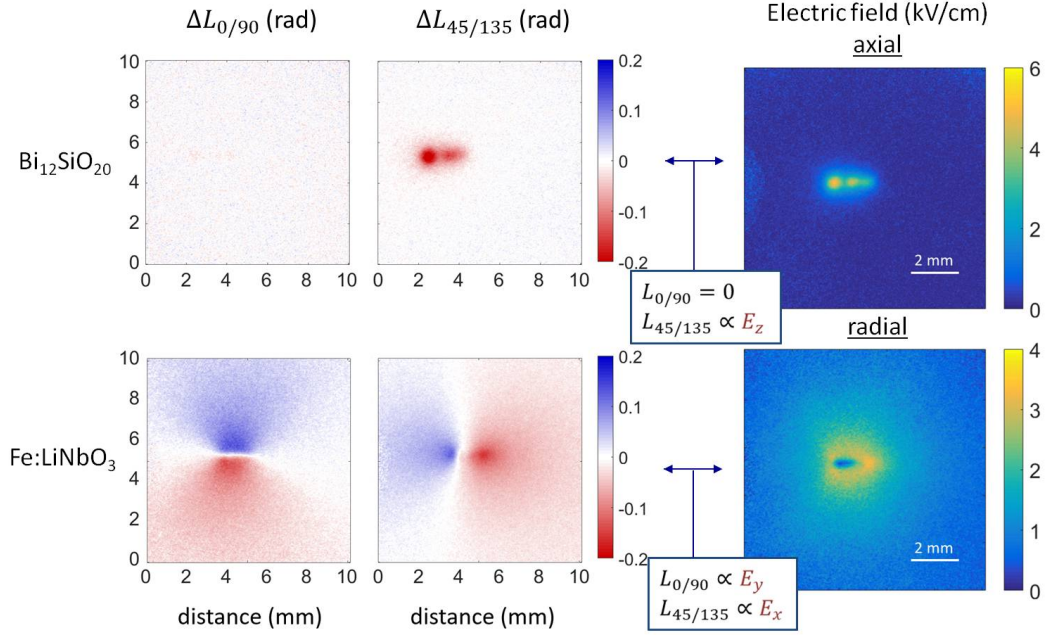 ΔL₀/₉₀ (rad)
ΔL₄₅/₁₃₅ (rad)
Electric field (kV/cm)
axial
Bi₁₂SiO₂₀
10
8
6
4
2
0
0 2 4 6 8 10
0 2 4 6 8 10
0.2
0.1
0
-0.1
-0.2
L₀/₉₀ = 0
L₄₅/₁₃₅ ∝ E_z
2 mm
6
4
2
0
radial
Fe:LiNbO₃
10
8
6
4
2
0
0 2 4 6 8 10
distance (mm)
0 2 4 6 8 10
distance (mm)
0.2
0.1
0
-0.1
-0.2
L₀/₉₀ ∝ E_y
L₄₅/₁₃₅ ∝ E_x
2 mm
4
3
2
1
0